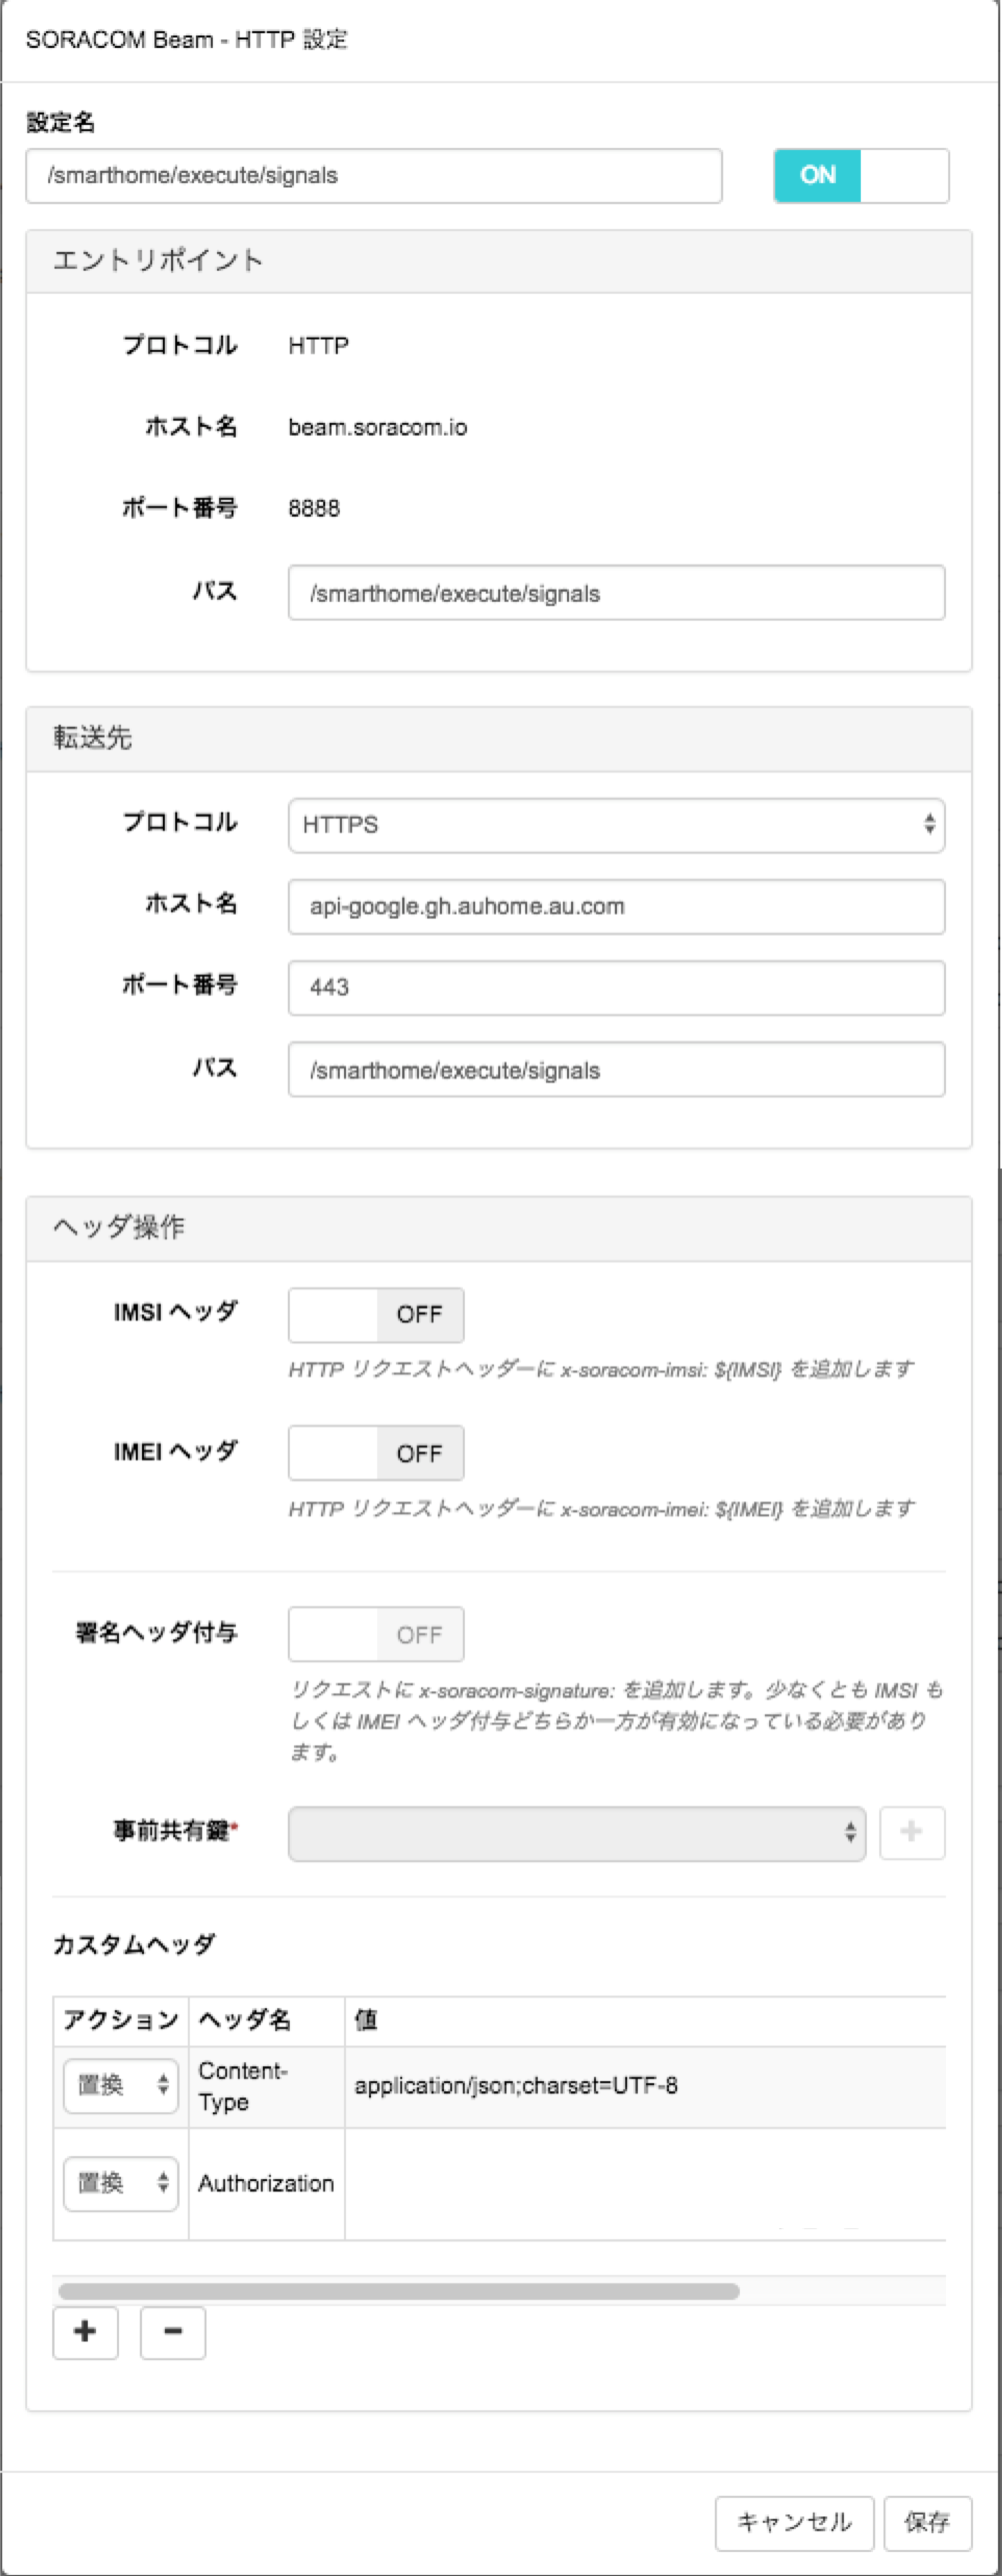 SORACOM Beam - HTTP 設定
設定名
/smarthome/execute/signals
ON
エントリポイント
プロトコル HTTP
ホスト名 beam.soracom.io
ポート番号 8888
パス /smarthome/execute/signals
転送先
プロトコル HTTPS
ホスト名 api-google.gh.auhome.au.com
ポート番号 443
パス /smarthome/execute/signals
ヘッダ操作
IMSI ヘッダ OFF
HTTP リクエストヘッダーに x-soracom-imsi: ${IMSI} を追加します
IMEI ヘッダ OFF
HTTP リクエストヘッダーに x-soracom-imei: ${IMEI} を追加します
署名ヘッダ付与 OFF
リクエストに x-soracom-signature: を追加します。少なくとも IMSI も
しくは IMEI ヘッダ付与どちらか一方が有効になっている必要があり
ます。
事前共有鍵*
カスタムヘッダ
アクション ヘッダ名 値
置換 Content-
Type application/json;charset=UTF-8
置換 Authorization
キャンセル 保存